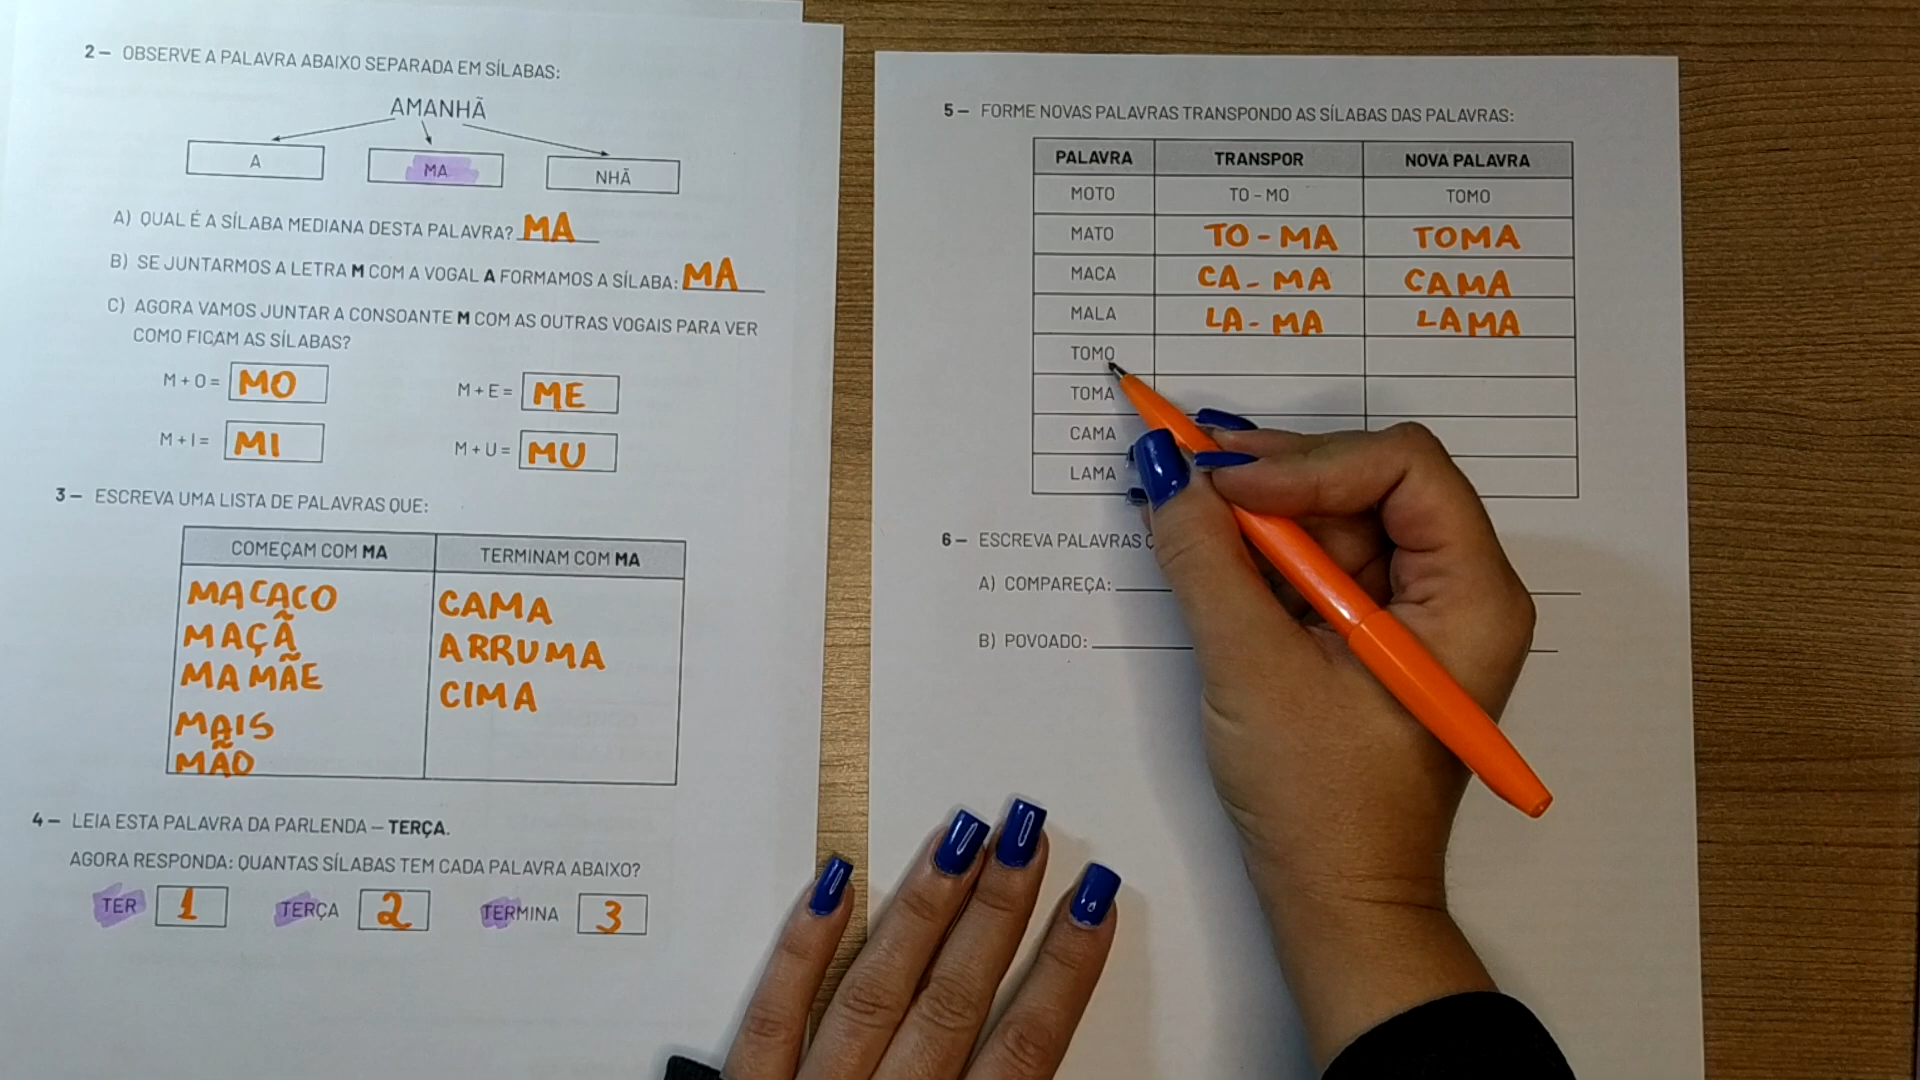 2 – OBSERVE A PALAVRA ABAIXO SEPARADA EM SÍLABAS:
AMANHÃ
A MA NHÃ
A) QUAL É A SÍLABA MEDIANA DESTA PALAVRA? MA
B) SE JUNTARMOS A LETRA M COM A VOGAL A FORMAMOS A SÍLABA: MA
C) AGORA VAMOS JUNTAR A CONSOANTE M COM AS OUTRAS VOGAIS PARA VER
COMO FICAM AS SÍLABAS?
M + O = MO M + E = ME
M + I = MI M + U = MU
3 – ESCREVA UMA LISTA DE PALAVRAS QUE:
COMEÇAM COM MA TERMINAM COM MA
MACACO CAMA
MAÇÃ ARRUMA
MAMÃE CIMA
MAIS
MÃO
4 – LEIA ESTA PALAVRA DA PARLENDA – TERÇA.
AGORA RESPONDA: QUANTAS SÍLABAS TEM CADA PALAVRA ABAIXO?
TER 1 TERÇA 2 TERMINA 3
5 – FORME NOVAS PALAVRAS TRANSPONDO AS SÍLABAS DAS PALAVRAS:
PALAVRA TRANSPOR NOVA PALAVRA
MOTO TO – MO TOMO
MATO TO - MA TOMA
MACA CA - MA CAMA
MALA LA - MA LAMA
TOMO
TOMA
CAMA
LAMA
6 – ESCREVA PALAVRAS
A) COMPAREÇA:
B) POVOADO: